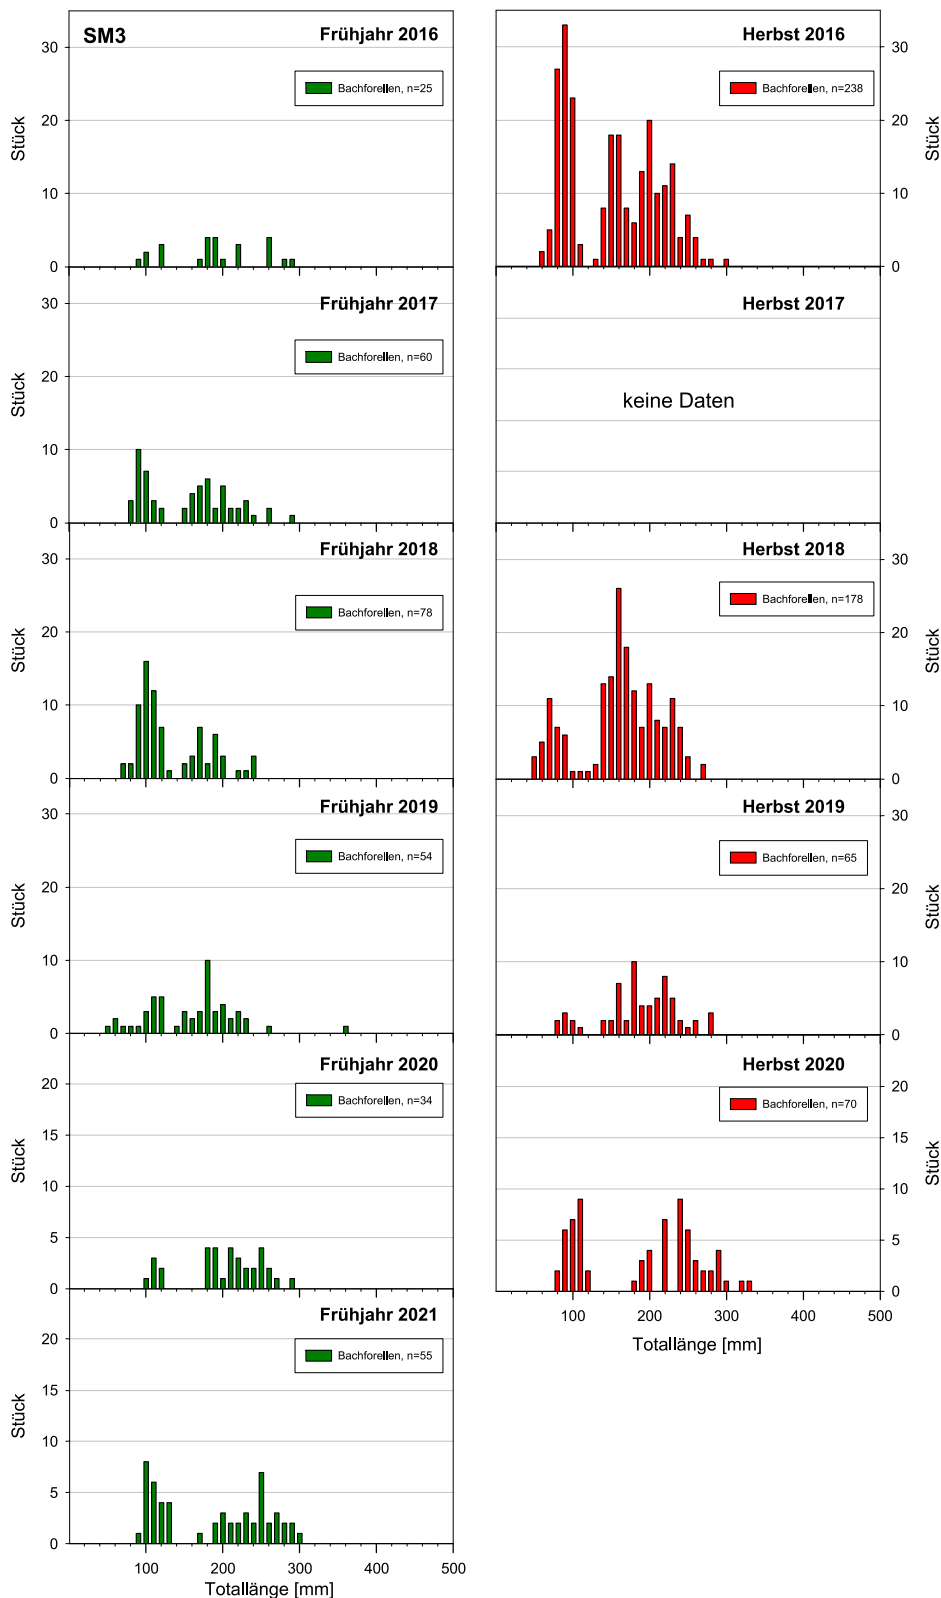 SM3 Frühjahr 2016
Bachforellen, n=25
30
20
10
0
Stück
Herbst 2016
Bachforellen, n=238
30
20
10
0
Stück
Frühjahr 2017
Bachforellen, n=60
30
20
10
0
Stück
Herbst 2017
keine Daten
Frühjahr 2018
Bachforellen, n=78
30
20
10
0
Stück
Herbst 2018
Bachforellen, n=178
30
20
10
0
Stück
Frühjahr 2019
Bachforellen, n=54
30
20
10
0
Stück
Herbst 2019
Bachforellen, n=65
30
20
10
0
Stück
Frühjahr 2020
Bachforellen, n=34
20
15
10
5
0
Stück
Herbst 2020
Bachforellen, n=70
20
15
10
5
0
Stück
100 200 300 400 500
Totallänge [mm]
Frühjahr 2021
Bachforellen, n=55
20
15
10
5
0
Stück
100 200 300 400 500
Totallänge [mm]